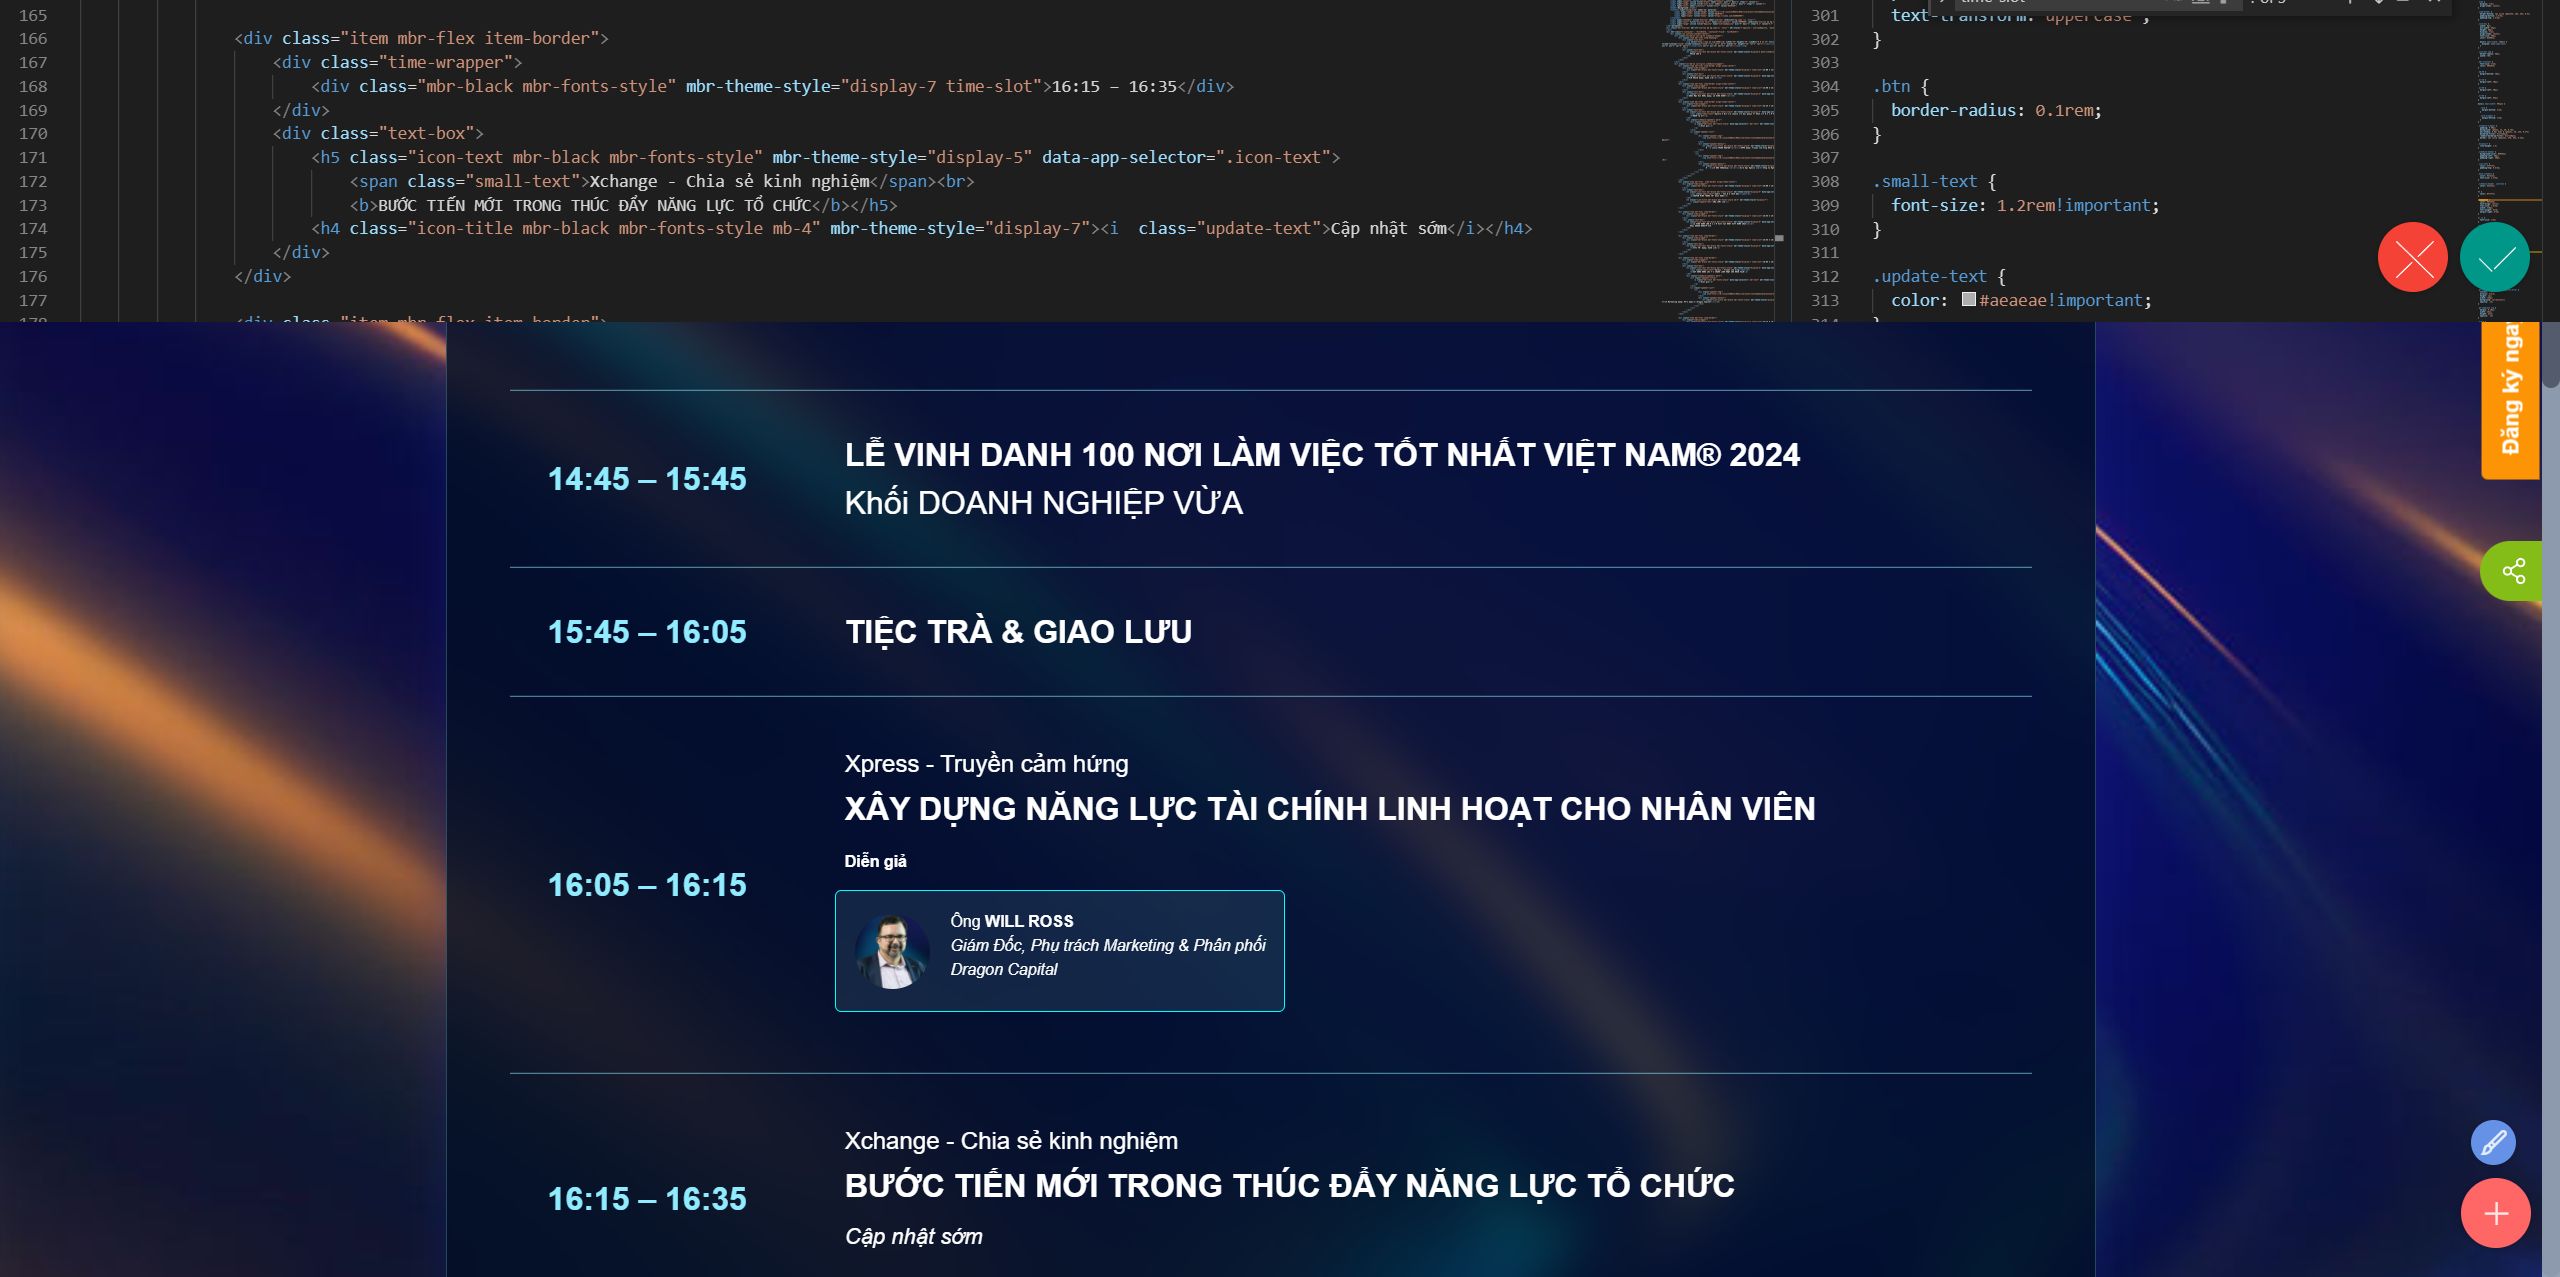 165
166 <div class="item mbr-flex item-border">
167 <div class="time-wrapper">
168 <div class="mbr-black mbr-fonts-style" mbr-theme-style="display-7 time-slot">16:15 – 16:35</div>
169 </div>
170 <div class="text-box">
171 <h5 class="icon-text mbr-black mbr-fonts-style" mbr-theme-style="display-5" data-app-selector=".icon-text">
172 <span class="small-text">Xchange - Chia sẻ kinh nghiệm</span><br>
173 <b>BƯỚC TIẾN MỚI TRONG THÚC ĐẨY NĂNG LỰC TỔ CHỨC</b></h5>
174 <h4 class="icon-title mbr-black mbr-fonts-style mb-4" mbr-theme-style="display-7"><i  class="update-text">Cập nhật sớm</i></h4>
175 </div>
176 </div>
177
301 text-transform: uppercase ;
302 }
303
304 .btn {
305 border-radius: 0.1rem;
306 }
307
308 .small-text {
309 font-size: 1.2rem!important;
310 }
311
312 .update-text {
313 color: #aeaeae!important;
Đăng ký
14:45 – 15:45
LỄ VINH DANH 100 NƠI LÀM VIỆC TỐT NHẤT VIỆT NAM® 2024
Khối DOANH NGHIỆP VỪA
15:45 – 16:05
TIỆC TRÀ & GIAO LƯU
16:05 – 16:15
Xpress - Truyền cảm hứng
XÂY DỰNG NĂNG LỰC TÀI CHÍNH LINH HOẠT CHO NHÂN VIÊN
Diễn giả
Ông WILL ROSS
Giám Đốc, Phụ trách Marketing & Phân phối
Dragon Capital
16:15 – 16:35
Xchange - Chia sẻ kinh nghiệm
BƯỚC TIẾN MỚI TRONG THÚC ĐẨY NĂNG LỰC TỔ CHỨC
Cập nhật sớm